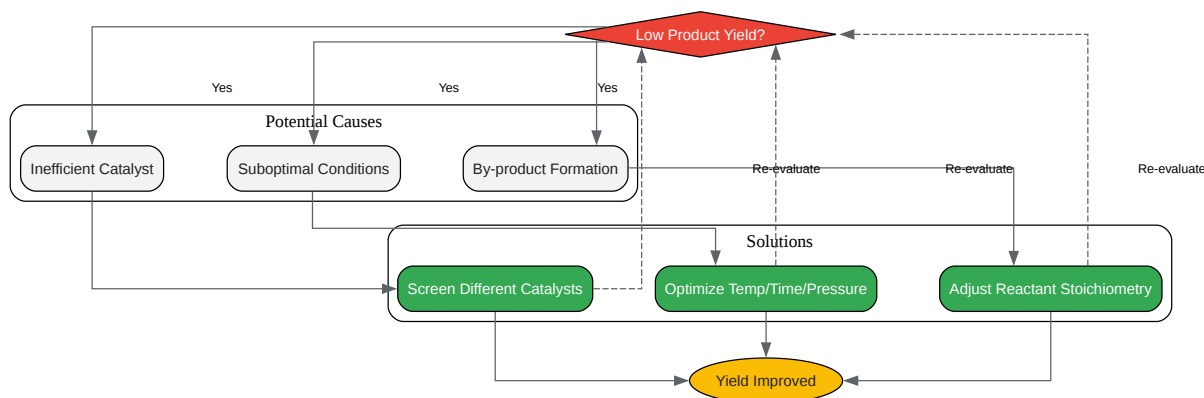 Low Product Yield?
Yes
Yes
Yes
Potential Causes
Inefficient Catalyst
Suboptimal Conditions
By-product Formation
Re-evaluate
Re-evaluate
Re-evaluate
Solutions
Screen Different Catalysts
Optimize Temp/Time/Pressure
Adjust Reactant Stoichiometry
Yield Improved